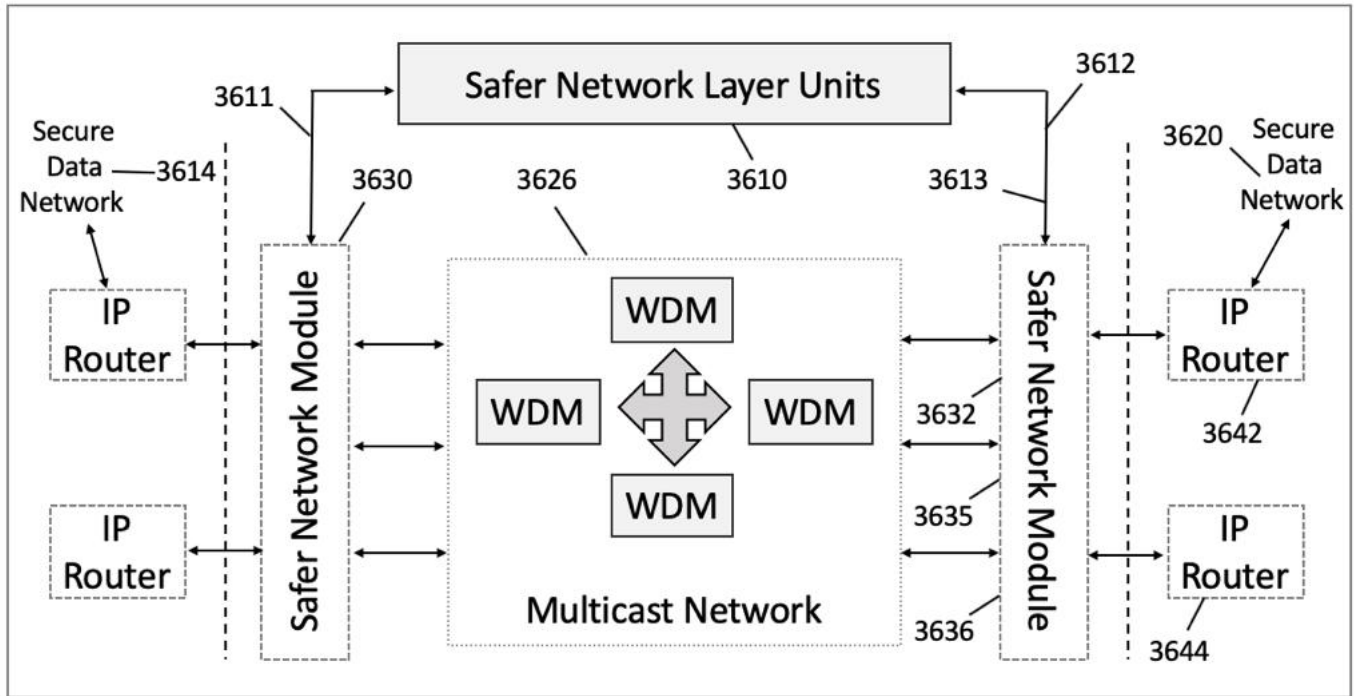 Safer Network Layer Units
3611
3612
Secure
Data
Network
3614
3630
3626
3610
3613
3620
Secure
Data
Network
IP
Router
IP
Router
Safer Network Module
WDM
WDM
WDM
WDM
Multicast Network
Safer Network Module
3632
3635
3636
IP
Router
3642
IP
Router
3644